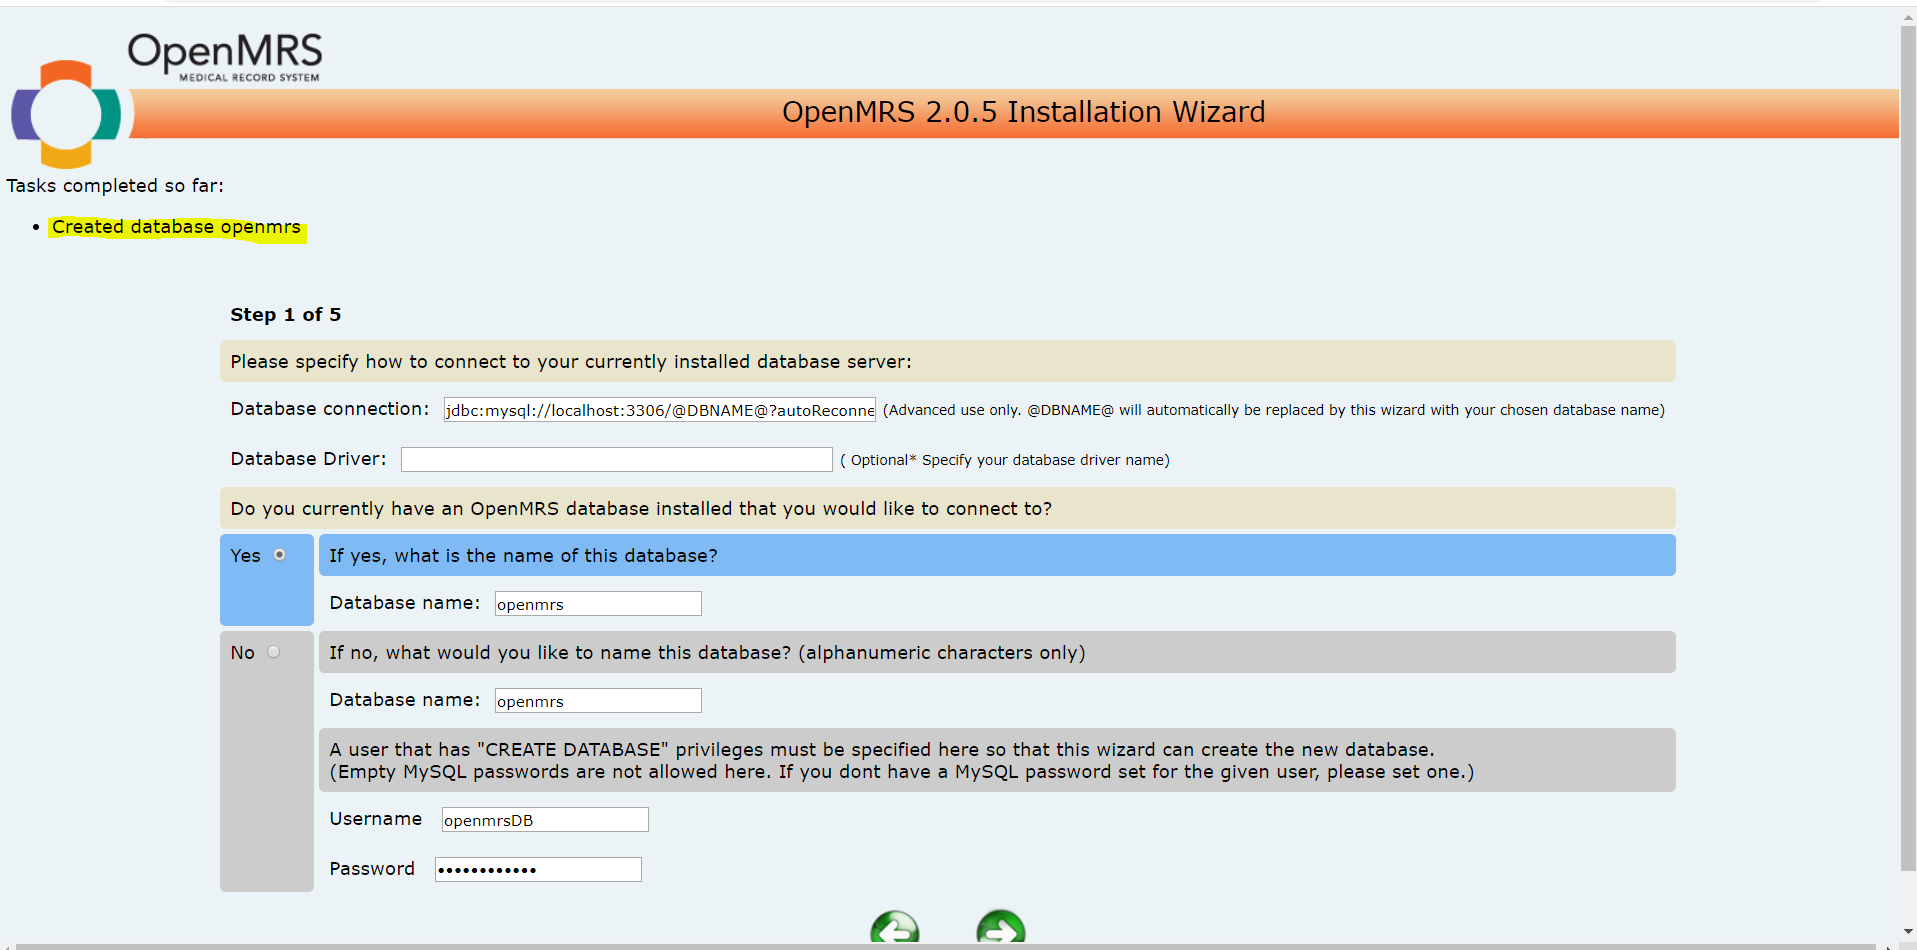 OpenMRS
MEDICAL RECORD SYSTEM
OpenMRS 2.0.5 Installation Wizard
Tasks completed so far:
• Created database openmrs
Step 1 of 5
Please specify how to connect to your currently installed database server:
Database connection: jdbc:mysql://localhost:3306/@DBNAME@?autoReconne (Advanced use only. @DBNAME@ will automatically be replaced by this wizard with your chosen database name)
Database Driver: ( Optional* Specify your database driver name)
Do you currently have an OpenMRS database installed that you would like to connect to?
Yes If yes, what is the name of this database?
Database name: openmrs
No If no, what would you like to name this database? (alphanumeric characters only)
Database name: openmrs
A user that has "CREATE DATABASE" privileges must be specified here so that this wizard can create the new database.
(Empty MySQL passwords are not allowed here. If you dont have a MySQL password set for the given user, please set one.)
Username openmrsDB
Password ••••••••••••